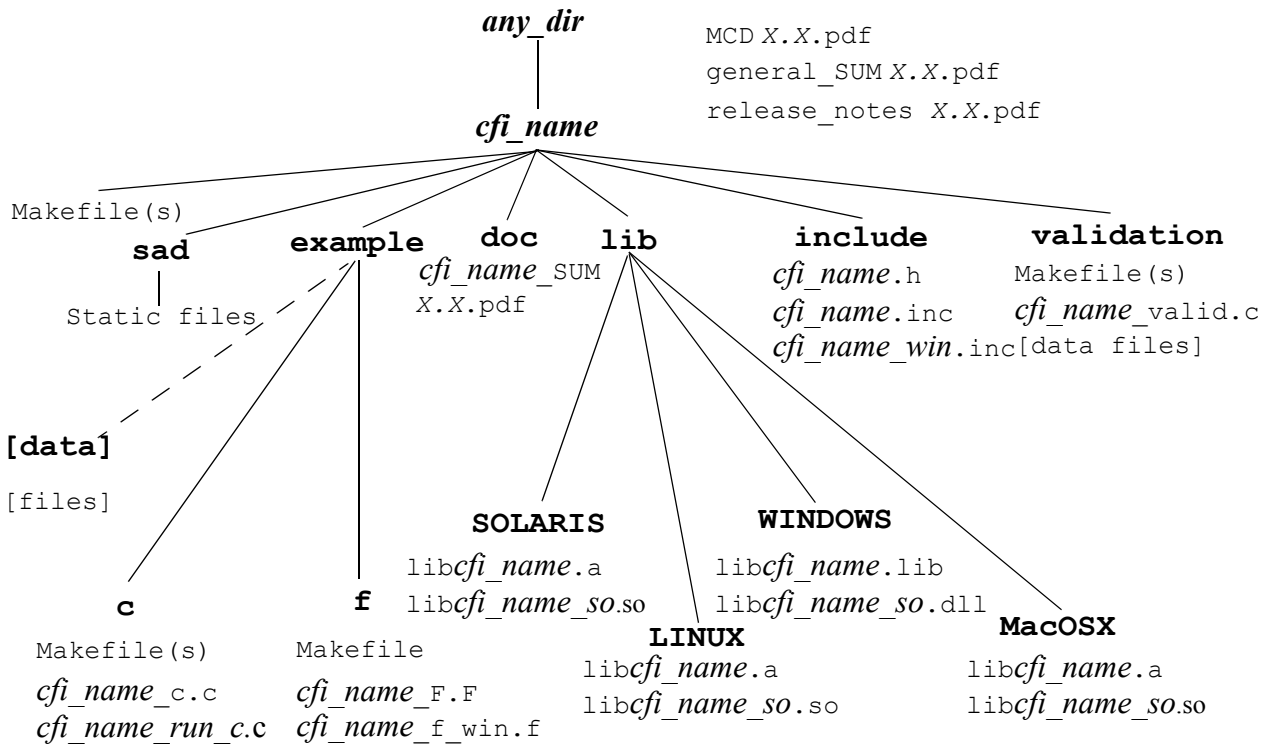 any_dir
MCD X.X.pdf
general_SUM X.X.pdf
release_notes X.X.pdf
cfi_name
Makefile(s)
sad
Static files
example
doc
cfi_name_SUM
X.X.pdf
lib
include
cfi_name.h
cfi_name.inc
cfi_name_win.inc
validation
Makefile(s)
cfi_name_valid.c
[data files]
[data]
[files]
c
Makefile(s)
cfi_name_c.c
cfi_name_run_c.c
f
Makefile
cfi_name_F.F
cfi_name_f_win.f
SOLARIS
libcfi_name.a
libcfi_name_so.so
LINUX
libcfi_name.a
libcfi_name_so.so
WINDOWS
libcfi_name.lib
libcfi_name_so.dll
MacOSX
libcfi_name.a
libcfi_name_so.so